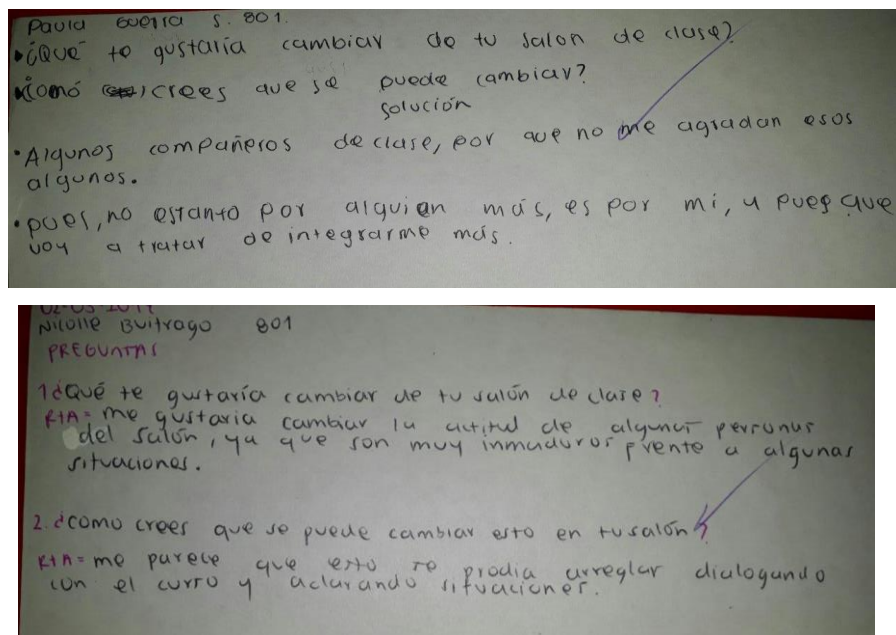 Paula Guerra S. 801.
• ¿Qué te gustaria cambiar de tu salon de clase?
• ¿Comó crees que se puede cambiar?
solución
• Algunos compañeros de clase, por que no me agradan esos
algunos.
• pues, no es tanto por alguien más, es por mi, y pues que
voy a tratar de integrarme más.
Nicolle Buitrago 801
PREGUNTAS
1 ¿Qué te gustaría cambiar de tu salón de clase?
RtA = me gustaria cambiar la actitud de algunas personas
del salón, ya que son muy inmaduros frente a algunas
situaciones.
2. ¿como crees que se puede cambiar esto en tu salón?
RtA = me parece que esto se prodia arreglar dialogando
con el curso y aclarando situaciones.